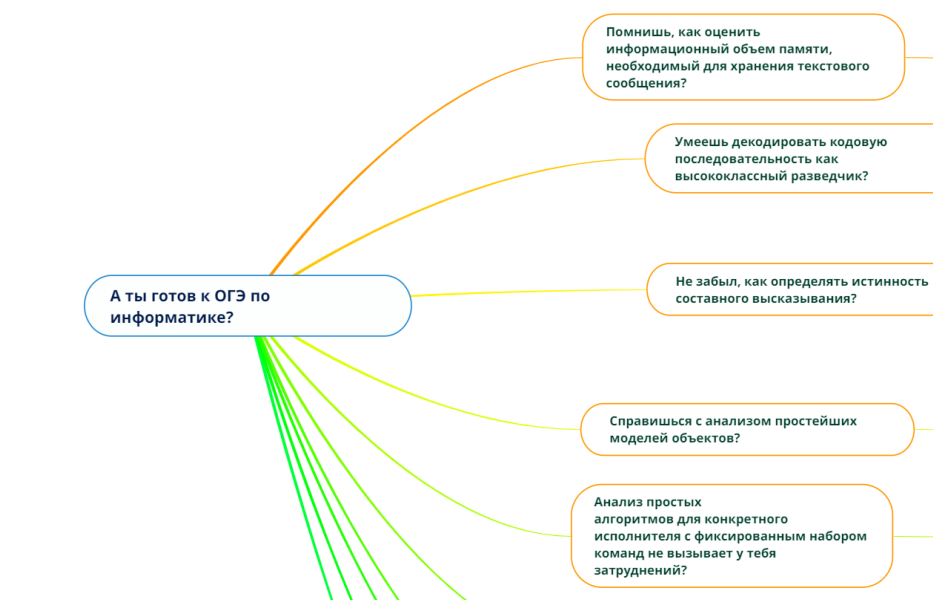 Помнишь, как оценить
информационный объем памяти,
необходимый для хранения текстового
сообщения?
Умеешь декодировать кодовую
последовательность как
высококлассный разведчик?
А ты готов к ОГЭ по
информатике?
Не забыл, как определять истинность
составного высказывания?
Справишься с анализом простейших
моделей объектов?
Анализ простых
алгоритмов для конкретного
исполнителя с фиксированным набором
команд не вызывает у тебя
затруднений?